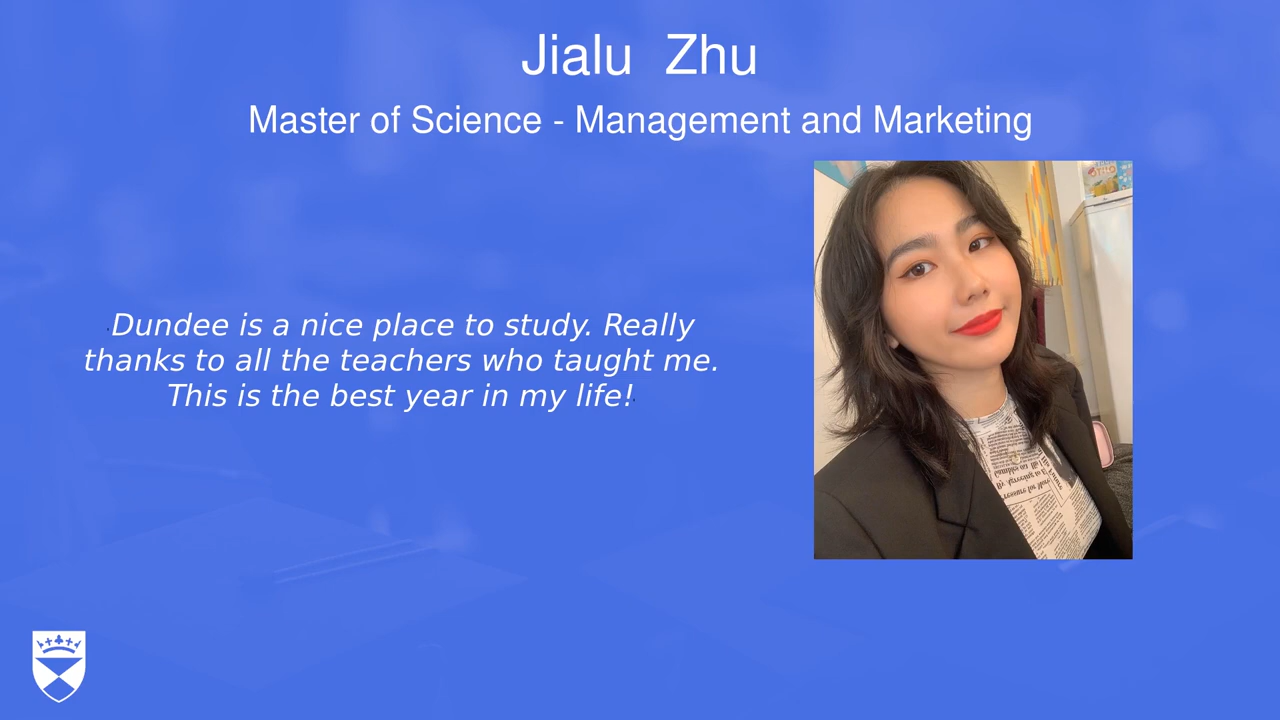 Jialu Zhu
Master of Science - Management and Marketing
Dundee is a nice place to study. Really
thanks to all the teachers who taught me.
This is the best year in my life!